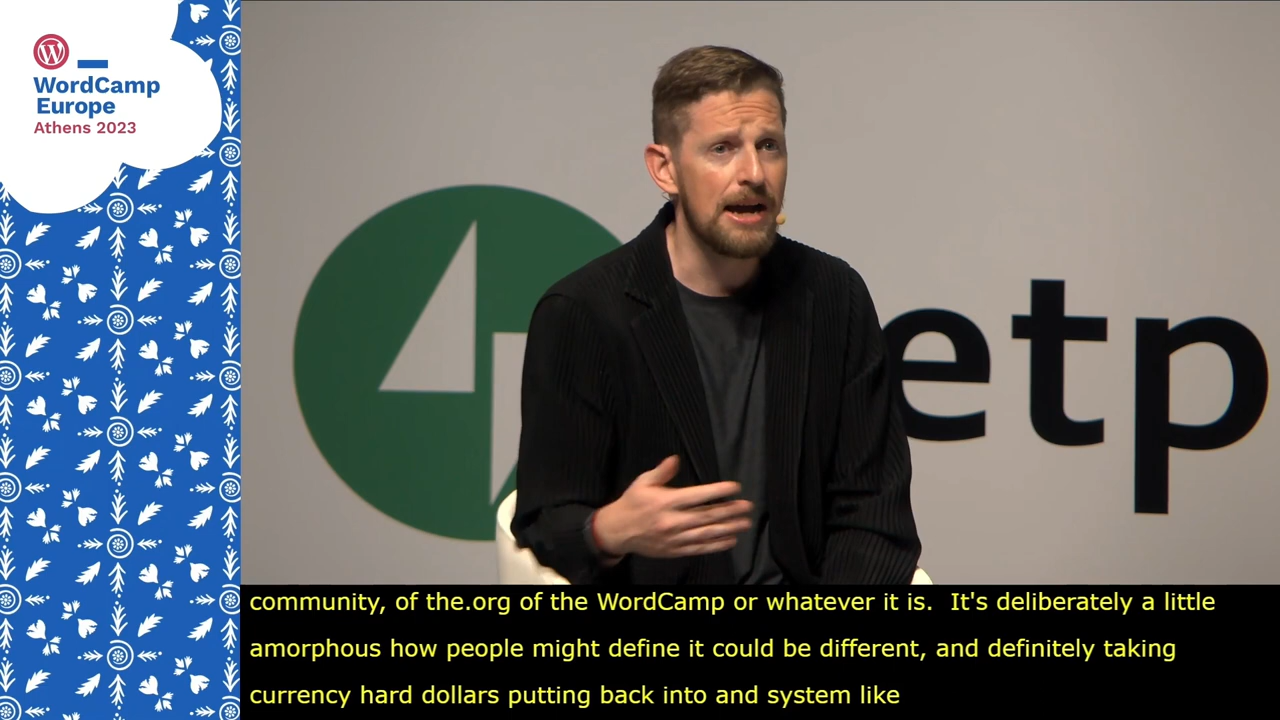 WordCamp
Europe
Athens 2023
etp
community, of the.org of the WordCamp or whatever it is.  It's deliberately a little
amorphous how people might define it could be different, and definitely taking
currency hard dollars putting back into and system like